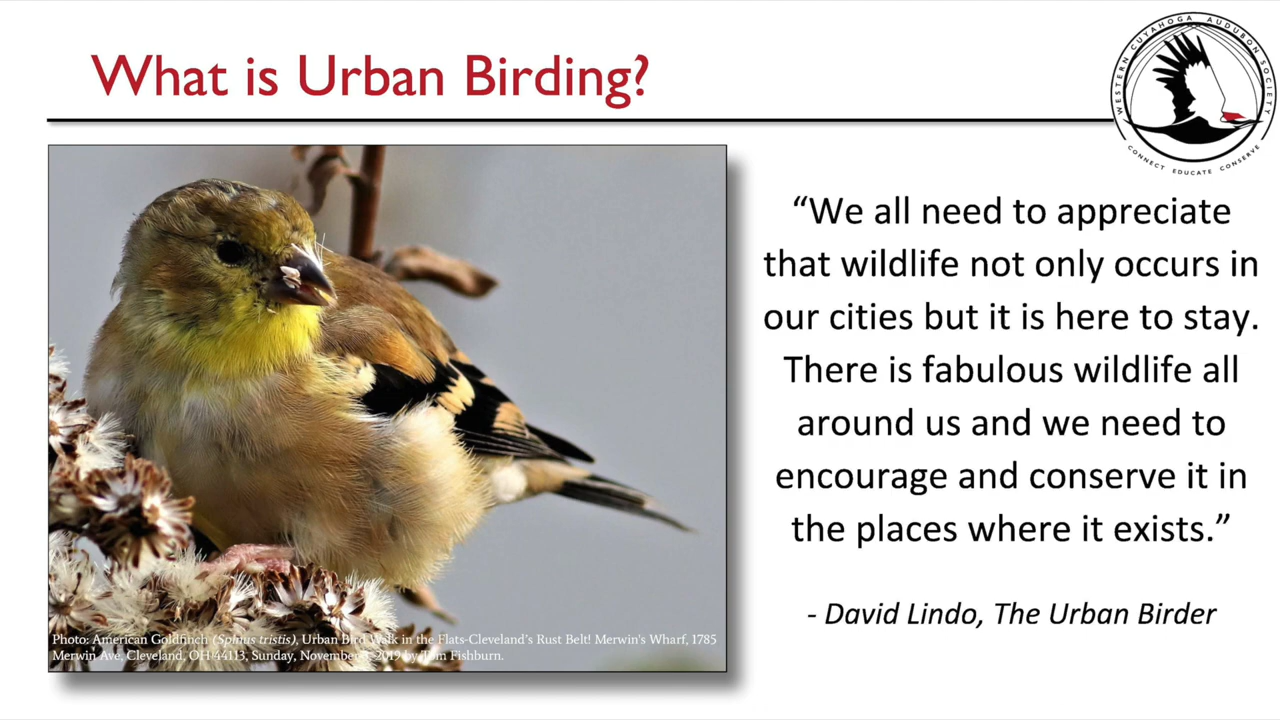 What is Urban Birding?
WESTERN CUYAHOGA AUDUBON SOCIETY
CONNECT EDUCATE CONSERVE
“We all need to appreciate
that wildlife not only occurs in
our cities but it is here to stay.
There is fabulous wildlife all
around us and we need to
encourage and conserve it in
the places where it exists.”
- David Lindo, The Urban Birder
Photo: American Goldfinch (Spinus tristis), Urban Bird Walk in the Flats-Cleveland's Rust Belt! Merwin's Wharf, 1785
Merwin Ave, Cleveland, OH 44113, Sunday, November 2019 by Tom Fishburn.